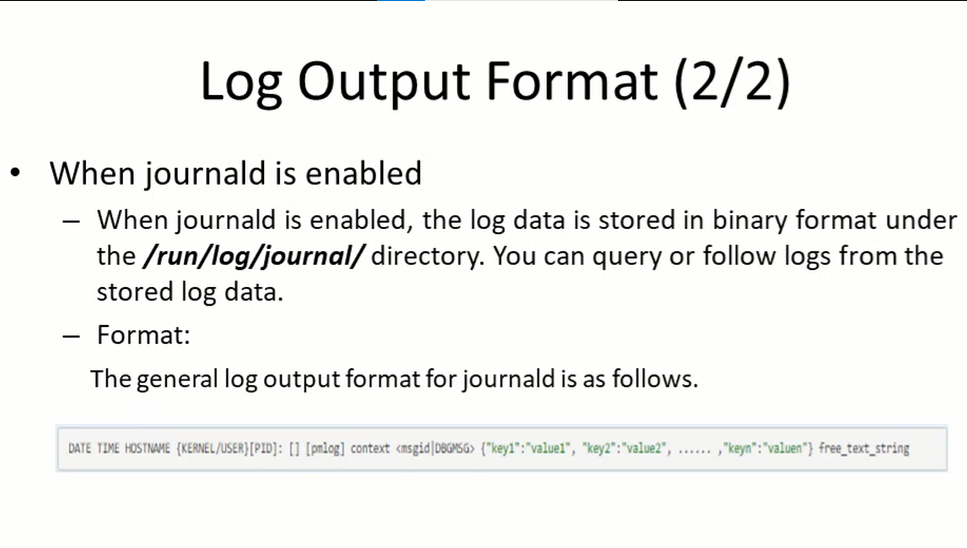 Log Output Format (2/2)
• When journald is enabled
– When journald is enabled, the log data is stored in binary format under
the /run/log/journal/ directory. You can query or follow logs from the
stored log data.
– Format:
The general log output format for journald is as follows.
DATE TIME HOSTNAME {KERNEL/USER}[PID]: [] [pmlog] context <msgid|DBGMSG> {"key1":"value1", "key2":"value2", ...... ,"keyn":"valuen"} free_text_string